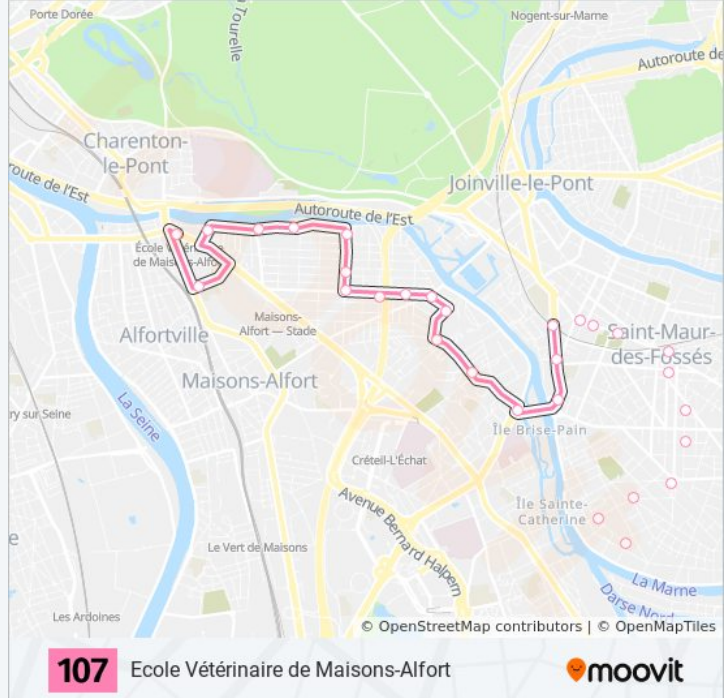 Porte Dorée
a Tourelle
Nogent-sur-Marne
Autoroute de
Charenton-
le-Pont
Joinville-le-Pont
oroute de l'Est
Autoroute de l'Est
École Vétérinaire
de Maisons-Alfo
Maisons-
Alfort — Stade
Saint-Maur-
des-Fossés
Alfortville
Maisons-Alfort
ry sur Seine
La Seine
Île Brise-Pain
Créteil-L'Échat
Île Sainte-
Catherine
Avenue Bernard Halpern
e
Le Vert de Maisons
La Marne
Darse Nord
Les Ardoines
© OpenStreetMap contributors | © OpenMapTiles
107 Ecole Vétérinaire de Maisons-Alfort
moovit